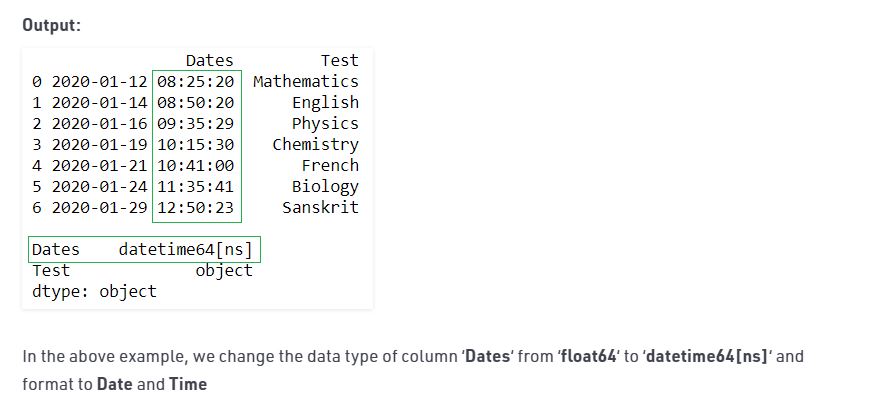 Output:
Dates Test
0 2020-01-12 08:25:20 Mathematics
1 2020-01-14 08:50:20 English
2 2020-01-16 09:35:29 Physics
3 2020-01-19 10:15:30 Chemistry
4 2020-01-21 10:41:00 French
5 2020-01-24 11:35:41 Biology
6 2020-01-29 12:50:23 Sanskrit
Dates datetime64[ns]
Test object
dtype: object
In the above example, we change the data type of column ‘Dates‘ from ‘float64‘ to ‘datetime64[ns]‘ and
format to Date and Time